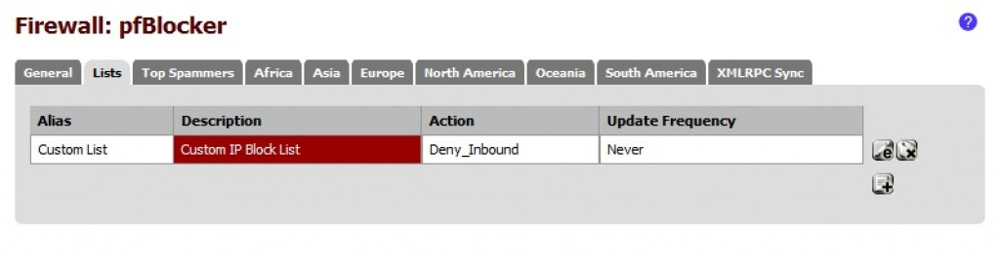 Firewall: pfBlocker
?
General Lists Top Spammers Africa Asia Europe North America Oceania South America XMLRPC Sync
Alias Description Action Update Frequency
Custom List Custom IP Block List Deny_Inbound Never
e